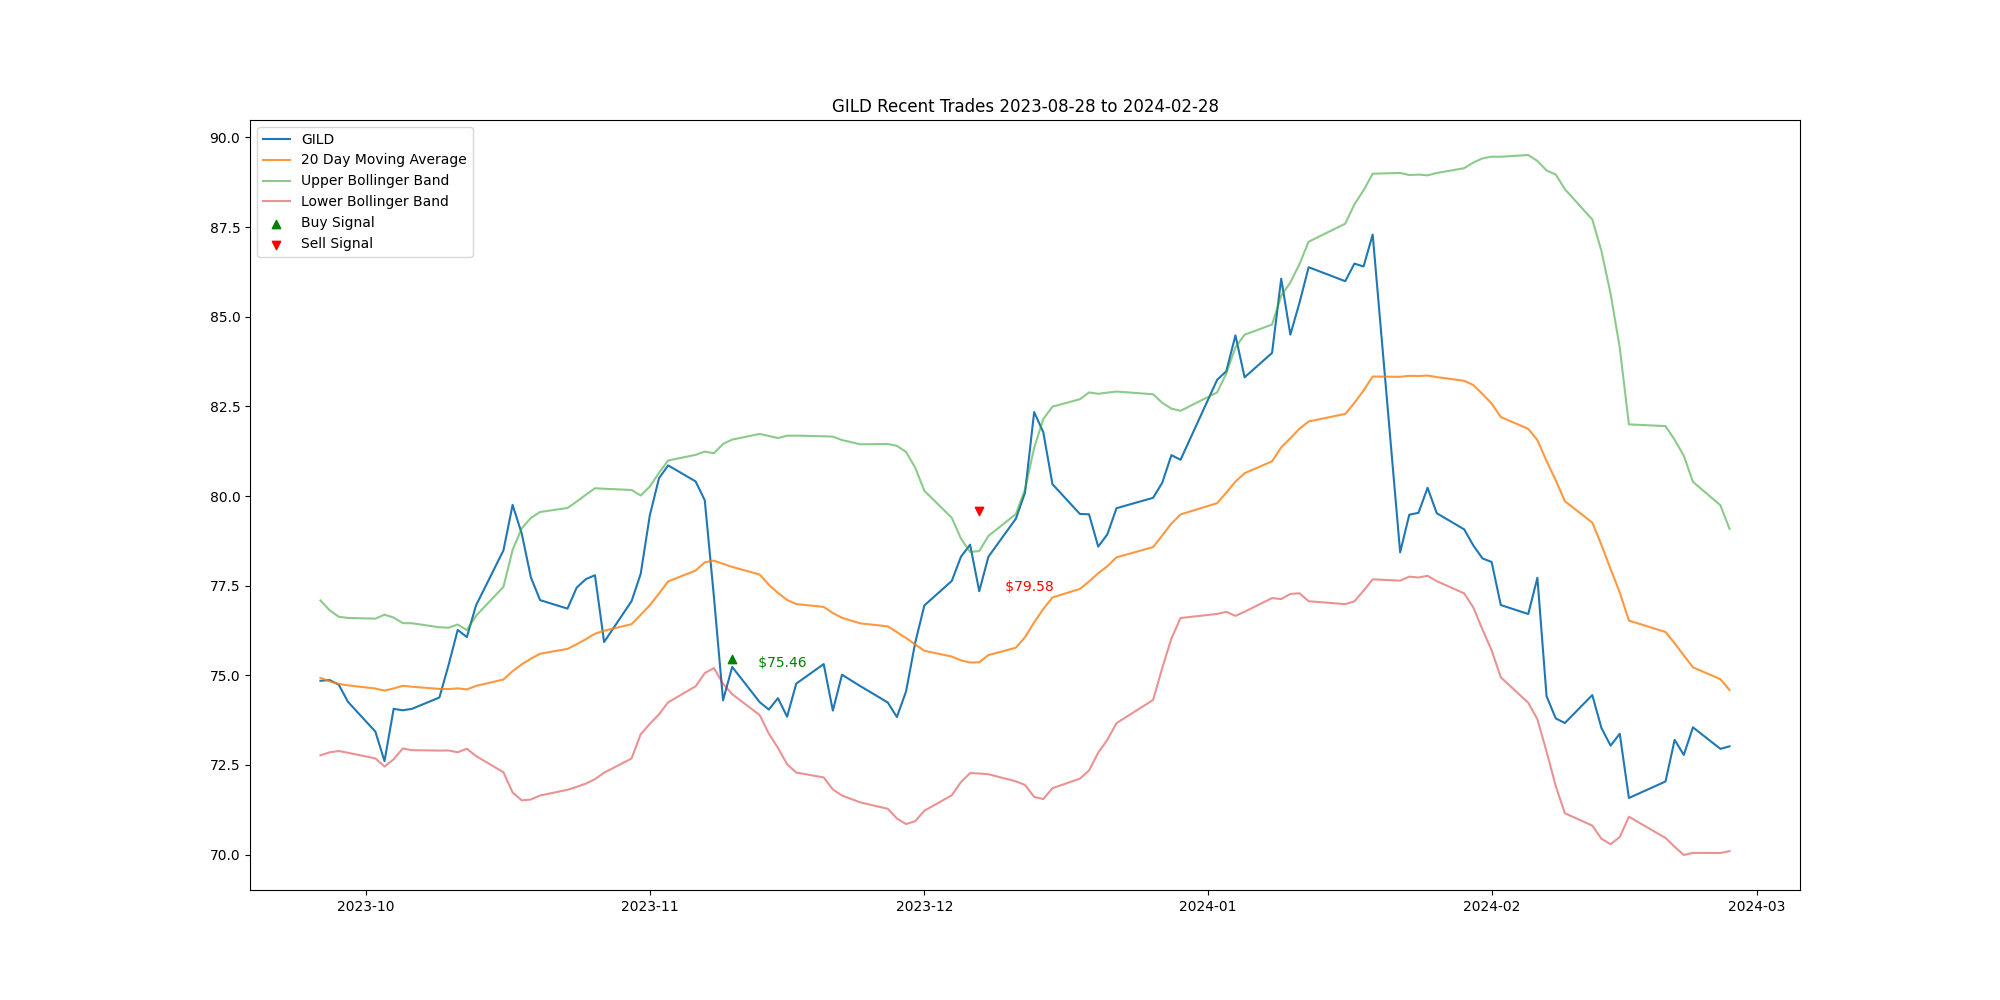 GILD Recent Trades 2023-08-28 to 2024-02-28
90.0
87.5
85.0
82.5
80.0
77.5
75.0
72.5
70.0
GILD
20 Day Moving Average
Upper Bollinger Band
Lower Bollinger Band
Buy Signal
Sell Signal
$79.58
$75.46
2023-10
2023-11
2023-12
2024-01
2024-02
2024-03